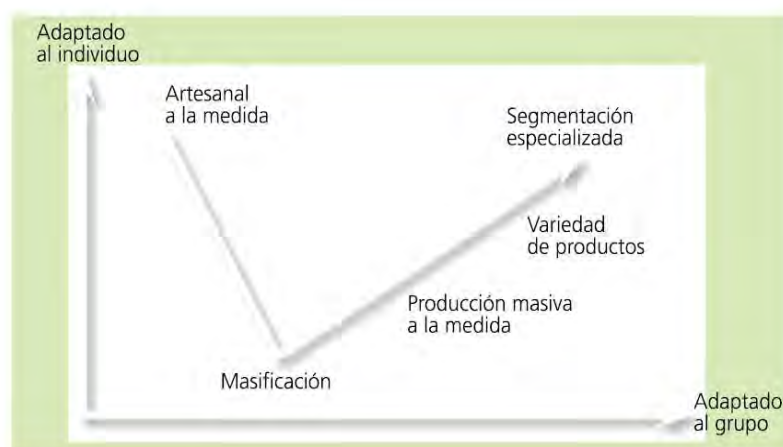 Adaptado
al individuo
Artesanal
a la medida
Segmentación
especializada
Variedad
de productos
Producción masiva
a la medida
Masificación
Adaptado
al grupo